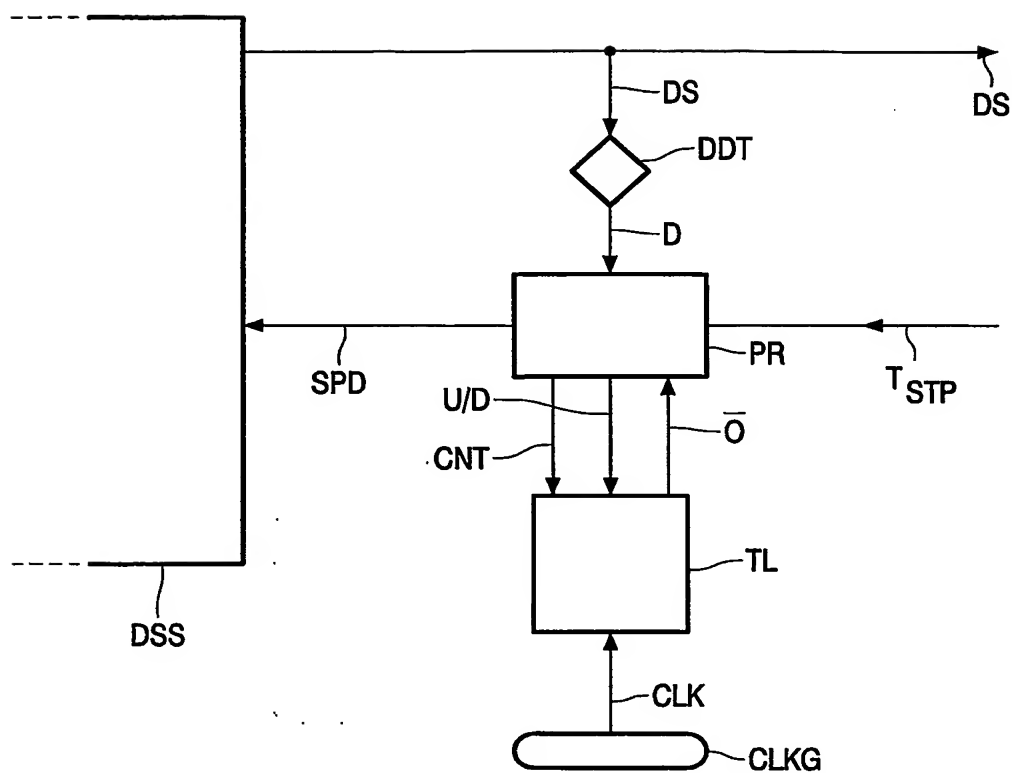 DS
DS
DDT
D
PR
SPD
T_STP
U/D
O̅
CNT
TL
DSS
CLK
CLKG